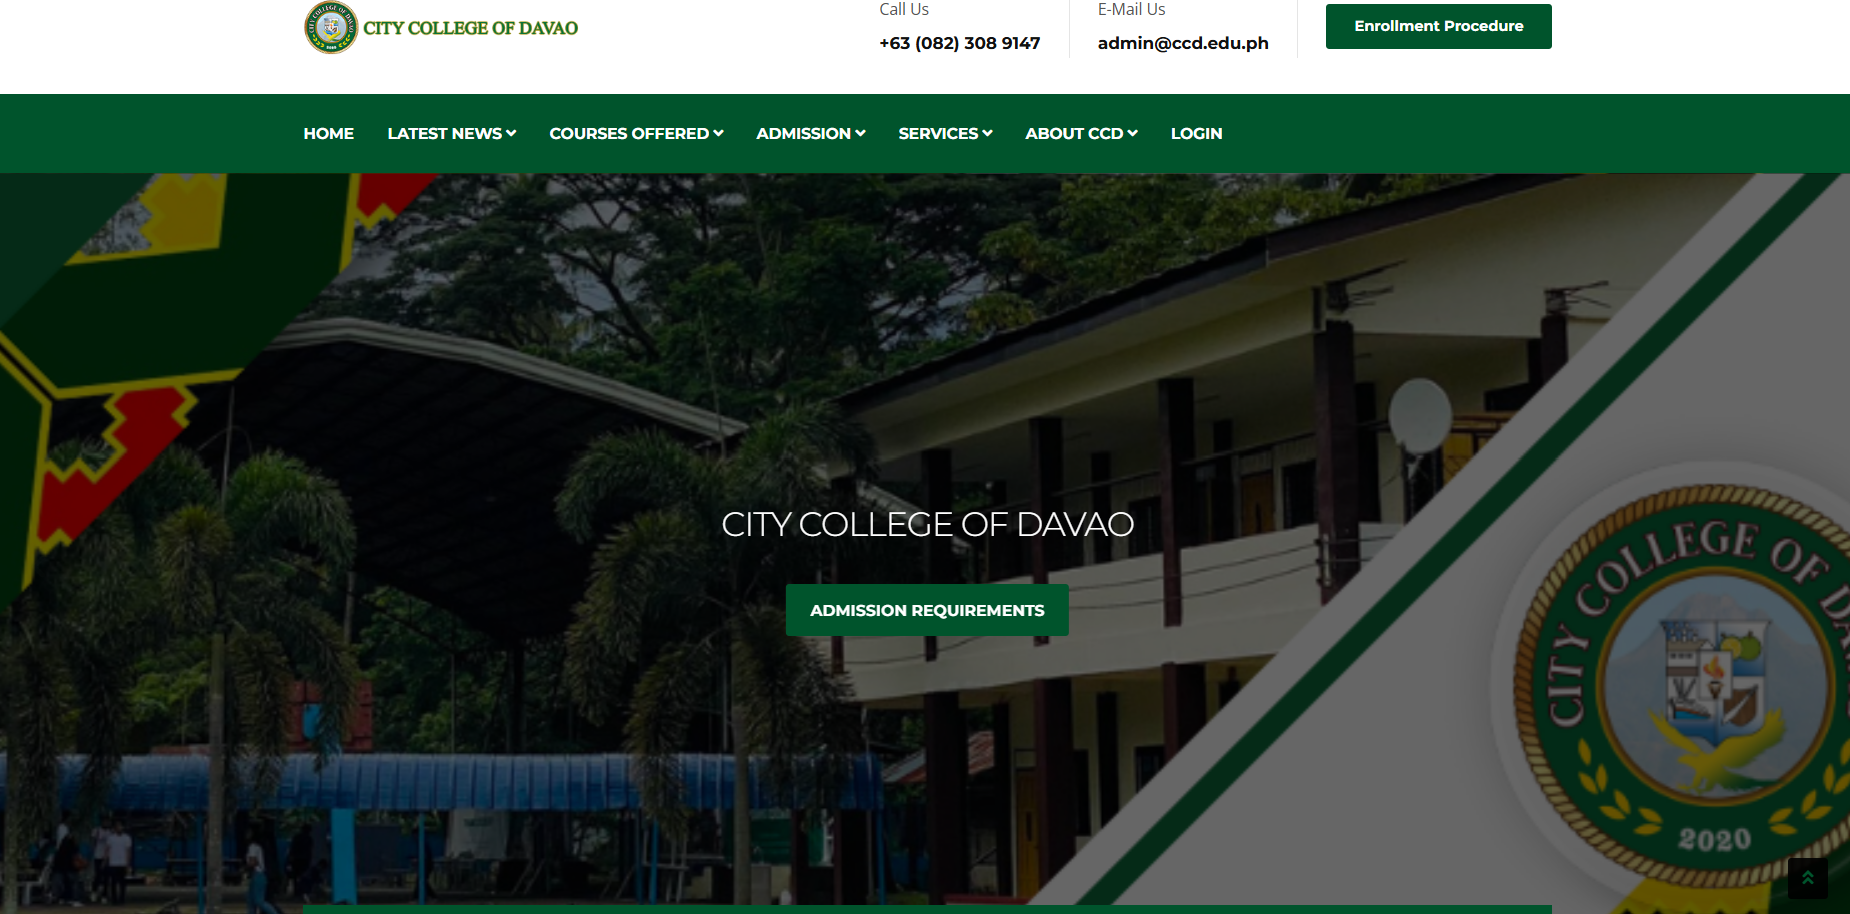 CITY COLLEGE OF DAVAO
Call Us
+63 (082) 308 9147
E-Mail Us
admin@ccd.edu.ph
Enrollment Procedure
HOME
LATEST NEWS
COURSES OFFERED
ADMISSION
SERVICES
ABOUT CCD
LOGIN
CITY COLLEGE OF DAVAO
ADMISSION REQUIREMENTS
CITY COLLEGE OF
2020